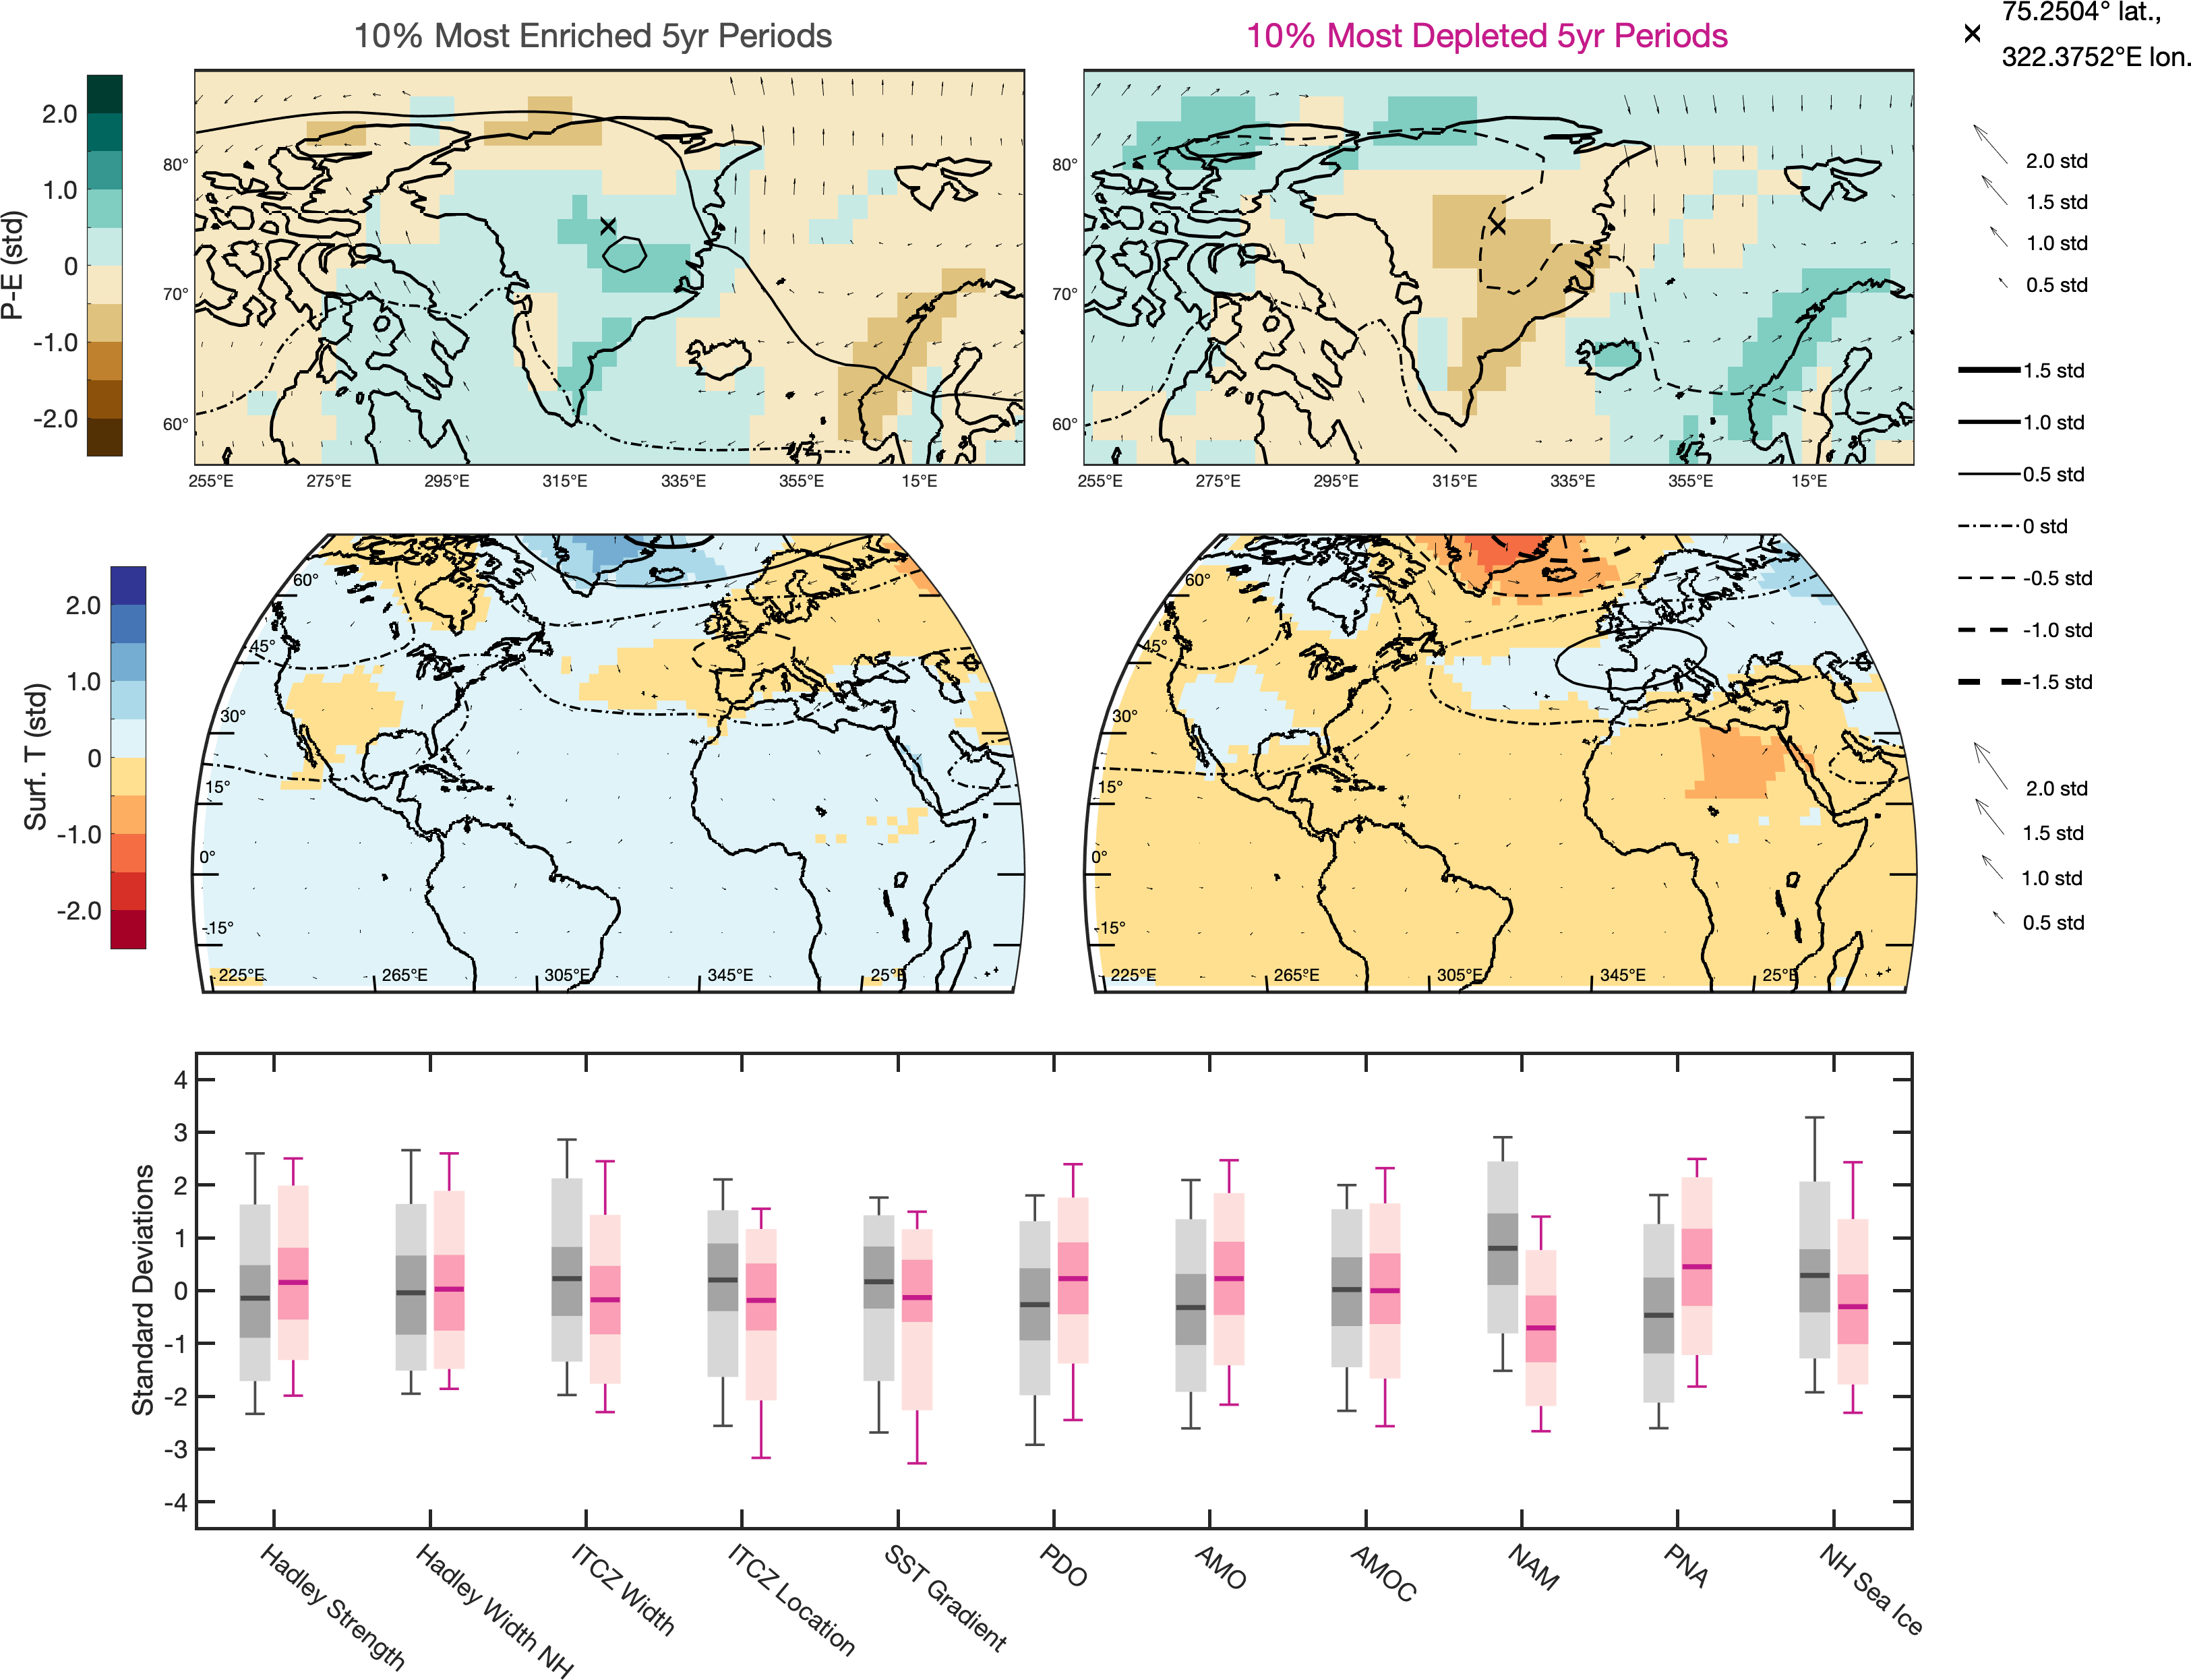 10% Most Enriched 5yr Periods
10% Most Depleted 5yr Periods
75.2504° lat.,
322.3752°E lon.
P-E (std)
2.0
1.0
0
-1.0
-2.0
80°
70°
60°
255°E 275°E 295°E 315°E 335°E 355°E 15°E
80°
70°
60°
255°E 275°E 295°E 315°E 335°E 355°E 15°E
2.0 std
1.5 std
1.0 std
0.5 std
1.5 std
1.0 std
0.5 std
0 std
-0.5 std
-1.0 std
-1.5 std
Surf. T (std)
2.0
1.0
0
-1.0
-2.0
60°
45°
30°
15°
0°
-15°
225°E 265°E 305°E 345°E 25°E
60°
45°
30°
15°
0°
-15°
225°E 265°E 305°E 345°E 25°E
2.0 std
1.5 std
1.0 std
0.5 std
Standard Deviations
4
3
2
1
0
-1
-2
-3
-4
Hadley Strength
Hadley Width NH
ITCZ Width
ITCZ Location
SST Gradient
PDO
AMO
AMOC
NAM
PNA
NH Sea Ice